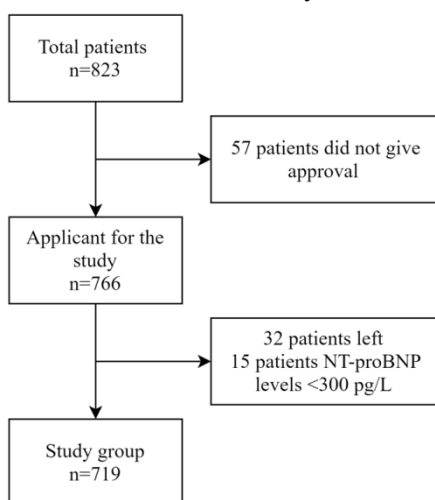 Total patients
n=823
57 patients did not give
approval
Applicant for the
study
n=766
32 patients left
15 patients NT-proBNP
levels <300 pg/L
Study group
n=719